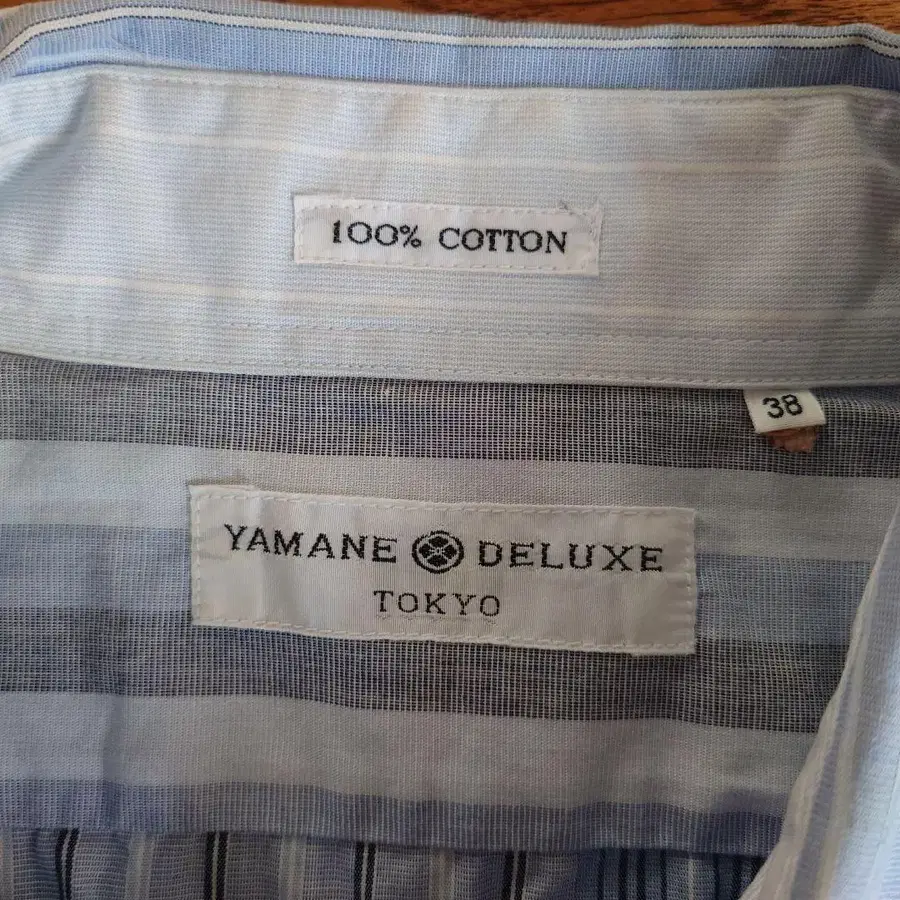 100% COTTON
38
YAMANE DELUXE
TOKYO